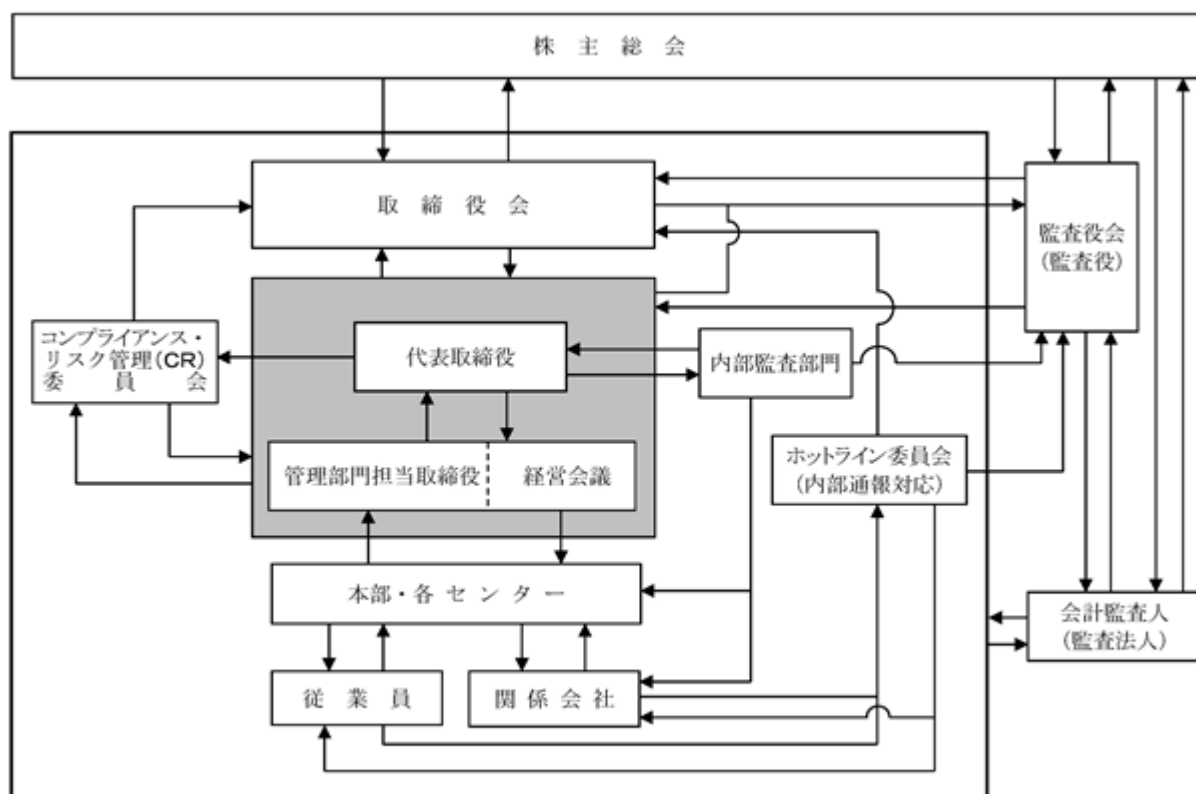 株主総会
取締役会
監査役会
(監査役)
コンプライアンス・
リスク管理(CR)
委員会
代表取締役
内部監査部門
管理部門担当取締役
経営会議
ホットライン委員会
(内部通報対応)
本部・各センター
会計監査人
(監査法人)
従業員
関係会社